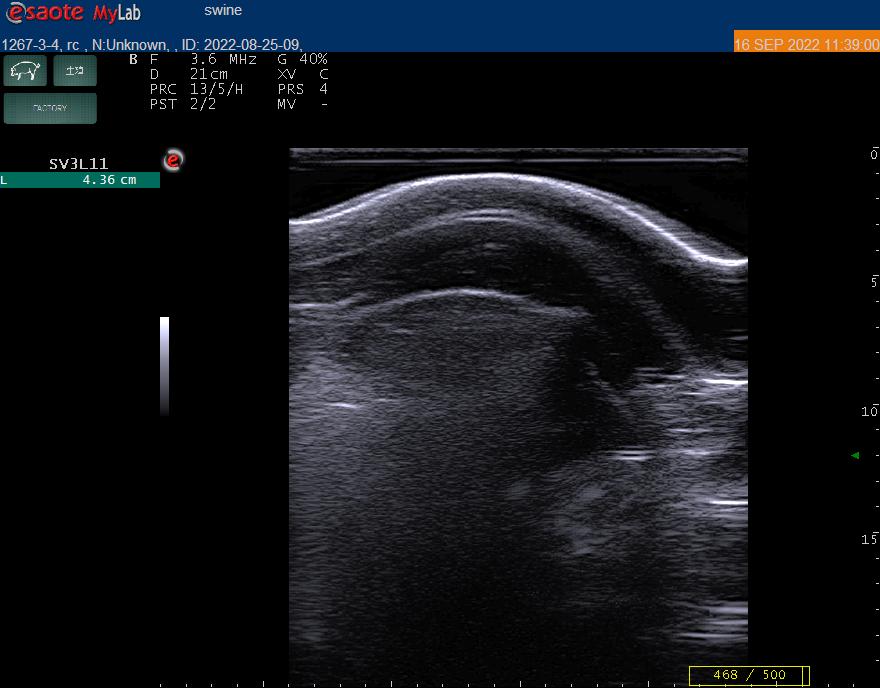 esaote MyLab
swine
1267-3-4, rc , N:Unknown, , ID: 2022-08-25-09,
16 SEP 2022 11:39:00
B F 3.6 MHz G 40%
D 21cm XV C
PRC 13/5/H PRS 4
PST 2/2 MV -
FACTORY
SV3L11
L 4.36 cm
0
5
10
15
468 / 500